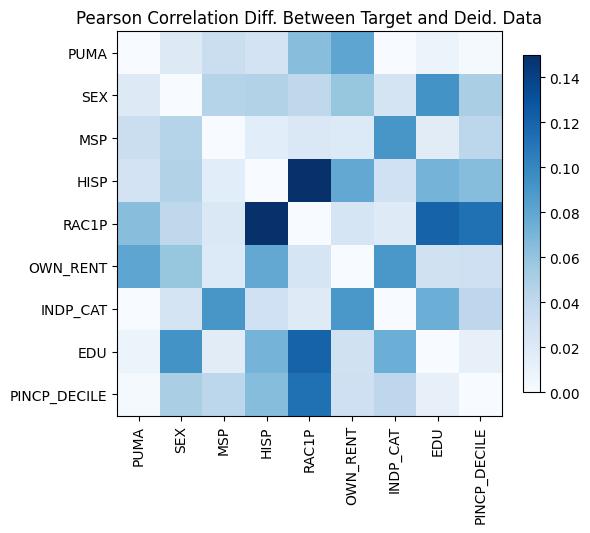 Pearson Correlation Diff. Between Target and Deid. Data
PUMA
SEX
MSP
HISP
RAC1P
OWN_RENT
INDP_CAT
EDU
PINCP_DECILE
PUMA
SEX
MSP
HISP
RAC1P
OWN_RENT
INDP_CAT
EDU
PINCP_DECILE
0.14
0.12
0.10
0.08
0.06
0.04
0.02
0.00